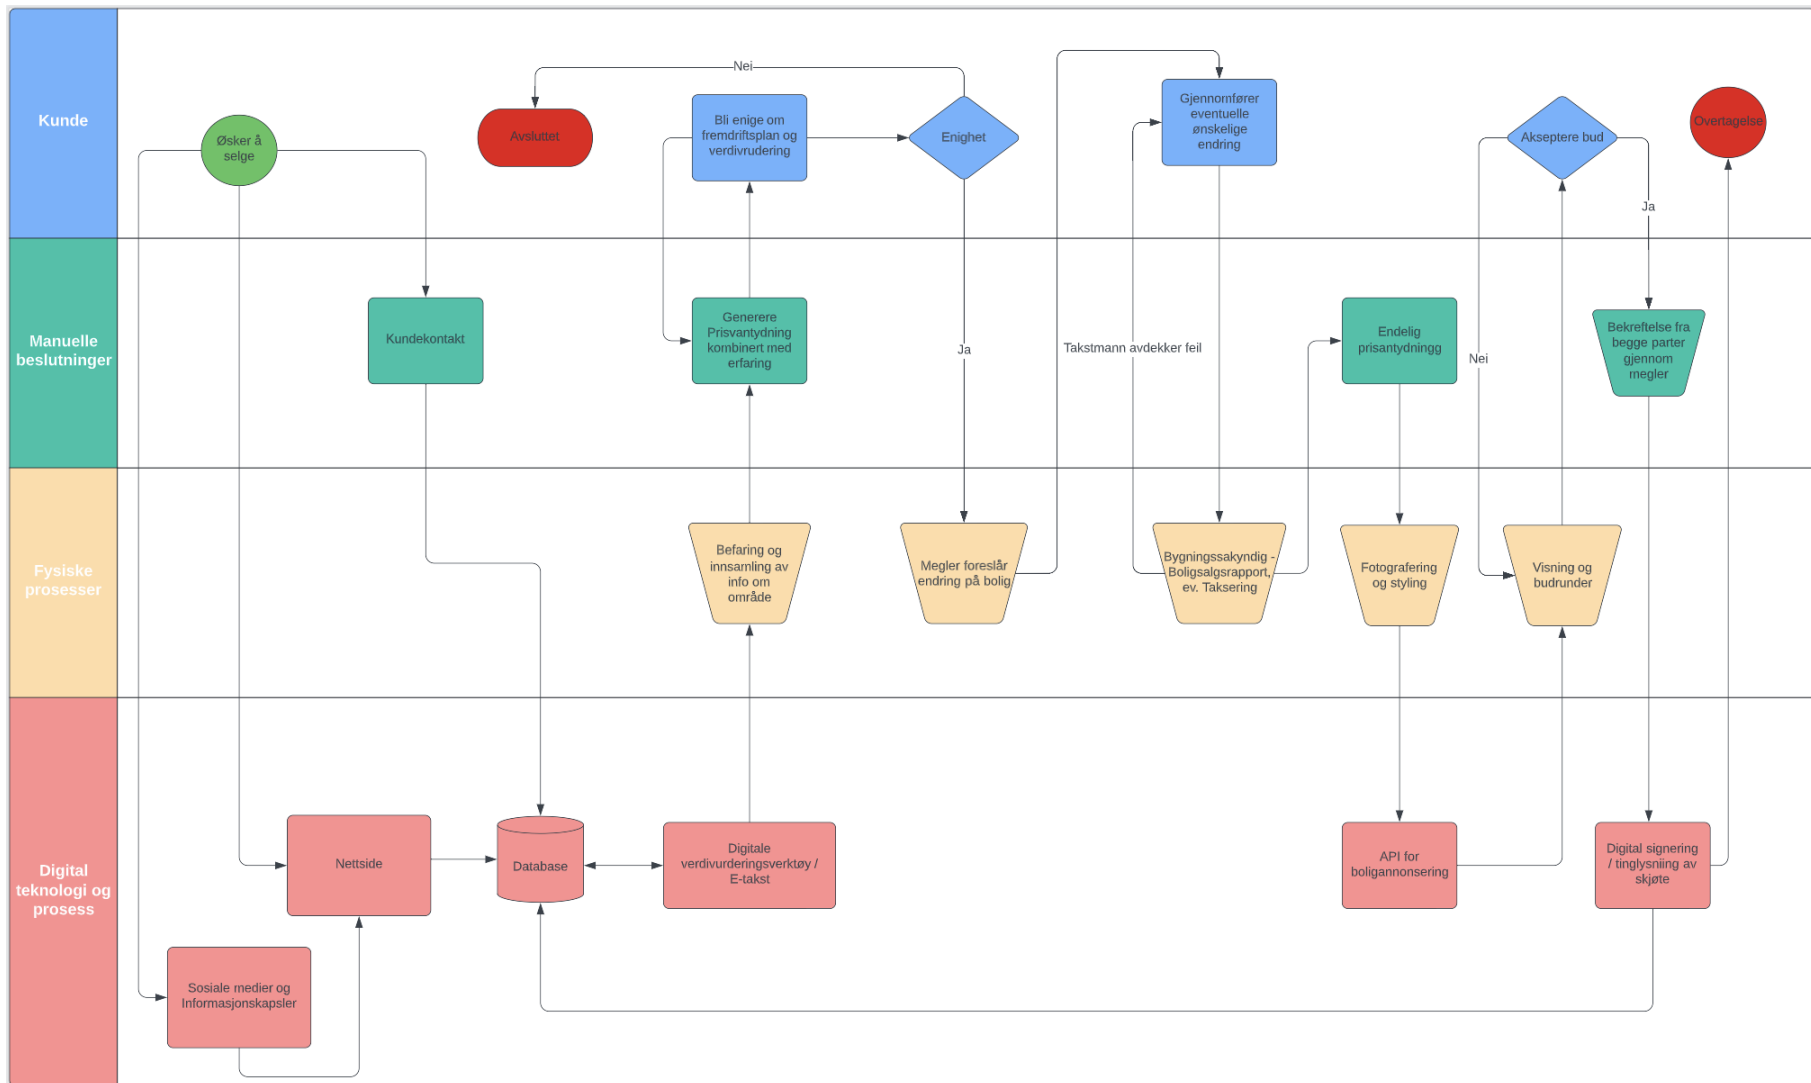 Kunde
Øsker å
selge
Avsluttet
Nei
Bli enige om
fremdriftsplan og
verdivrudering
Enighet
Gjennornfører
eventuelle
ønskelige
endring
Akseptere bud
Ja
Overtagelse
Manuelle
beslutninger
Kundekontakt
Generere
Prisvantydning
kombinert med
erfaring
Ja
Takstmann avdekker feil
Endelig
prisantydningg
Nei
Bekreftelse fra
begge parter
gjennom
megler
Fysiske
prosesser
Befaring og
innsamling av
info om
område
Megler foreslår
endring på bolig
Bygningssakyndig -
Boligsalgsrapport,
ev. Taksering
Fotografering
og styling
Visning og
budrunder
Digital
teknologi og
prosess
Nettside
Database
Digitale
verdivurderingsverktøy /
E-takst
API for
boligannonsering
Digital signering
/ tinglysniing av
skjøte
Sosiale medier og
Informasjonskapsler